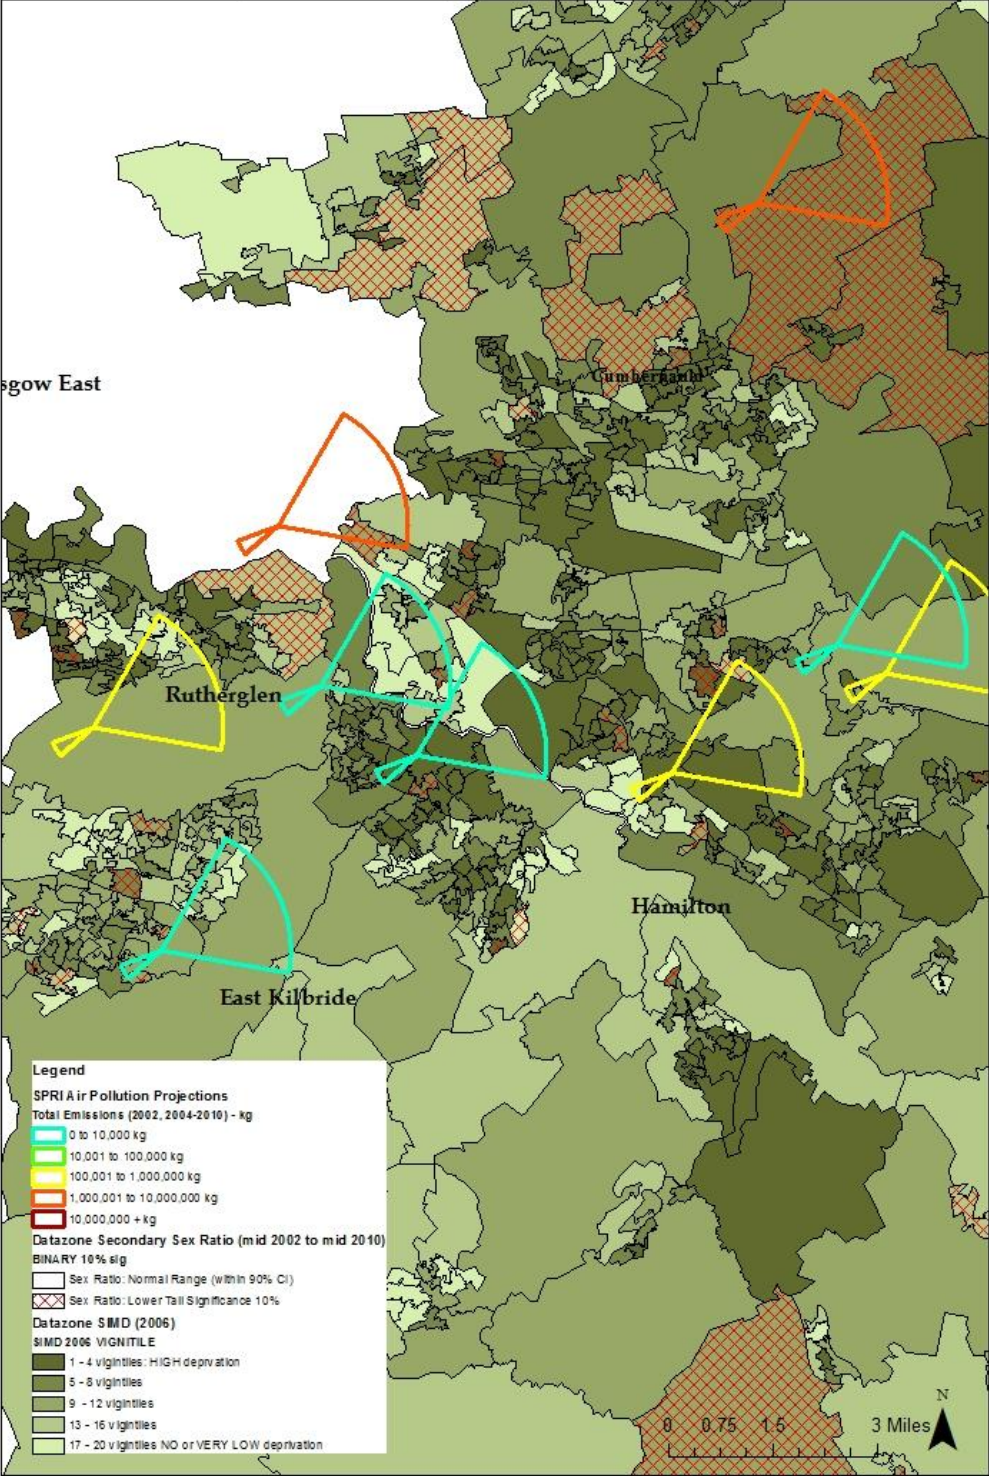 sgow East
Cumbernauld
Rutherglen
Hamilton
East Kilbride
Legend
SPRI Air Pollution Projections
Total Emissions (2002, 2004-2010) - kg
0 to 10,000 kg
10,001 to 100,000 kg
100,001 to 1,000,000 kg
1,000,001 to 10,000,000 kg
10,000,000 + kg
Datazone Secondary Sex Ratio (mid 2002 to mid 2010)
BINARY 10% sig
Sex Ratio: Normal Range (within 90% CI)
Sex Ratio: Lower Tail Significance 10%
Datazone SIMD (2006)
SIMD 2006 VIGNITILE
1 - 4 vigintiles: HIGH deprvation
5 - 8 vigintiles
9 - 12 vigintiles
13 - 16 vigintiles
17 - 20 vigintiles NO or VERY LOW deprivation
N
0 0.75 1.5 3 Miles